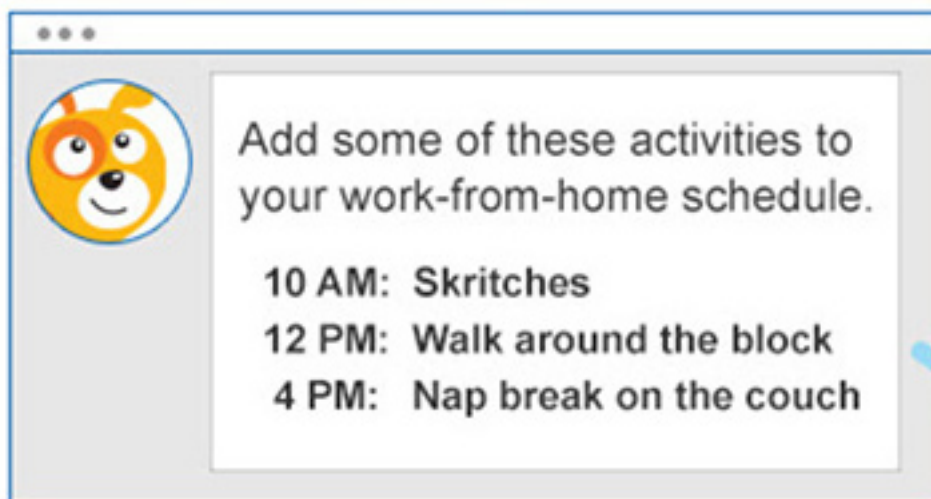 Add some of these activities to
your work-from-home schedule.
10 AM: Skritches
12 PM: Walk around the block
4 PM: Nap break on the couch